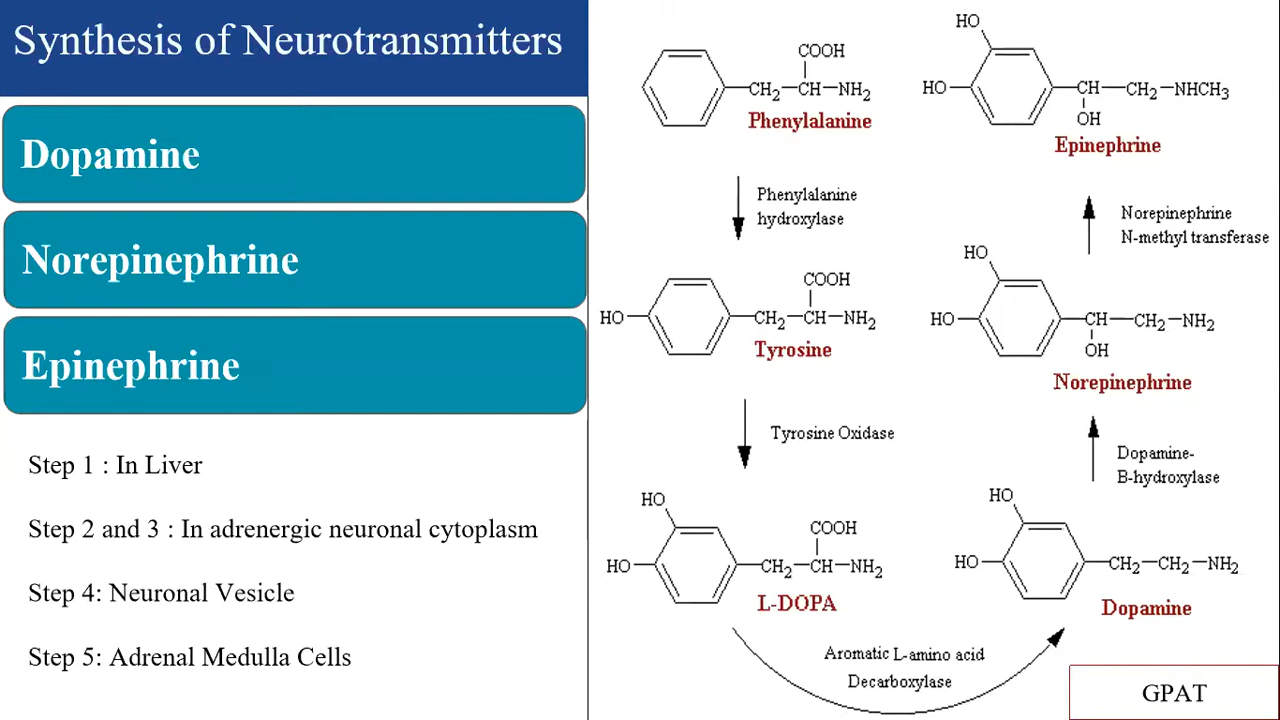 Synthesis of Neurotransmitters
Dopamine
Norepinephrine
Epinephrine
Step 1 : In Liver
Step 2 and 3 : In adrenergic neuronal cytoplasm
Step 4: Neuronal Vesicle
Step 5: Adrenal Medulla Cells
COOH
CH2—CH—NH2
Phenylalanine
Phenylalanine
hydroxylase
COOH
HO
CH2—CH—NH2
Tyrosine
Tyrosine Oxidase
HO
COOH
HO
CH2—CH—NH2
L-DOPA
Aromatic L-amino acid
Decarboxylase
HO
HO
CH2—CH2—NH2
Dopamine
Dopamine-
B-hydroxylase
HO
HO
CH—CH2—NH2
OH
Norepinephrine
Norepinephrine
N-methyl transferase
HO
HO
CH—CH2—NHCH3
OH
Epinephrine
GPAT